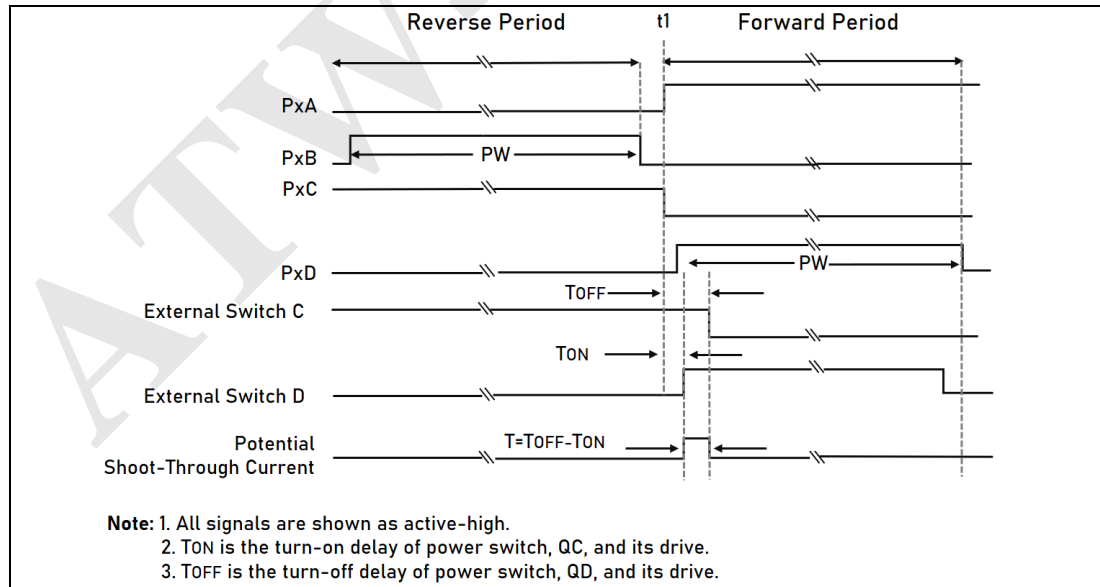 Reverse Period t1 Forward Period
PxA
PxB PW
PxC
PxD PW
TOFF
External Switch C
TON
External Switch D
Potential T=TOFF-TON
Shoot-Through Current
Note: 1. All signals are shown as active-high.
2. TON is the turn-on delay of power switch, QC, and its drive.
3. TOFF is the turn-off delay of power switch, QD, and its drive.
ATW